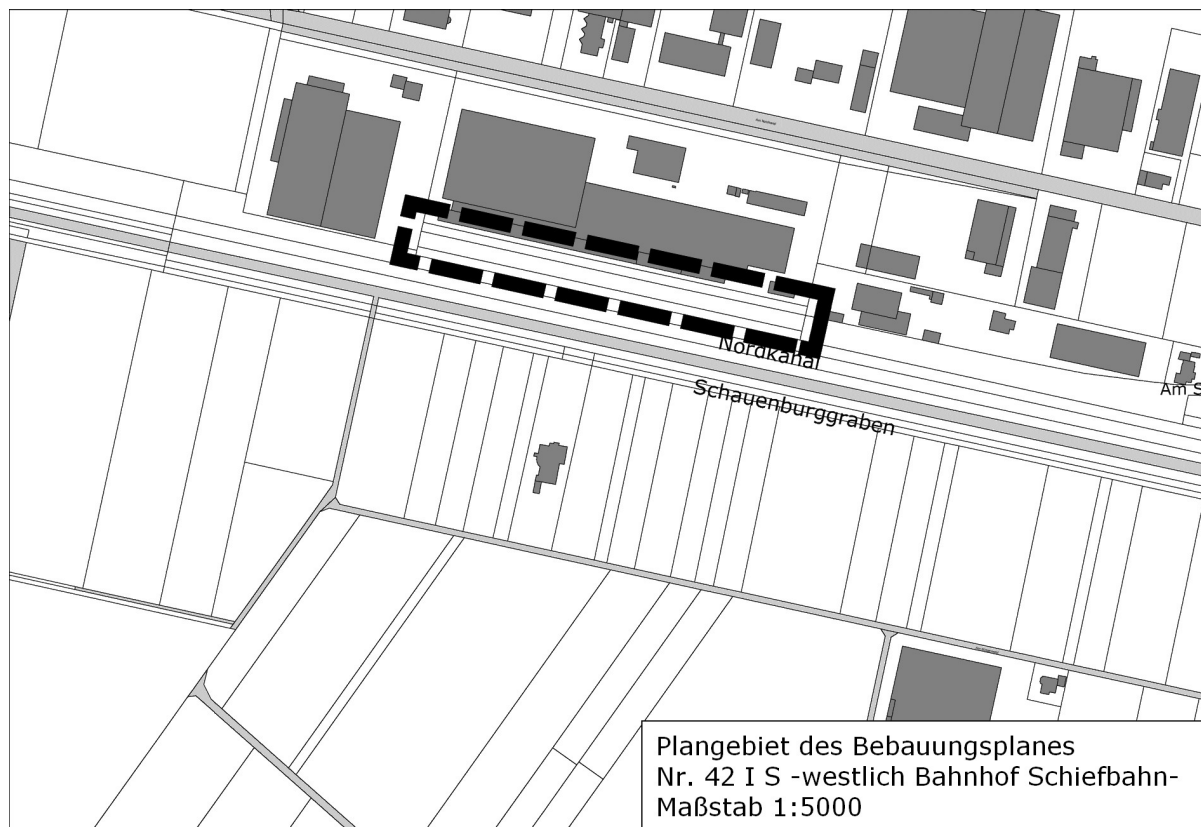 Nordkanal
Schauenburggraben
Am S
Plangebiet des Bebauungsplanes
Nr. 42 I S -westlich Bahnhof Schiefbahn-
Maßstab 1:5000